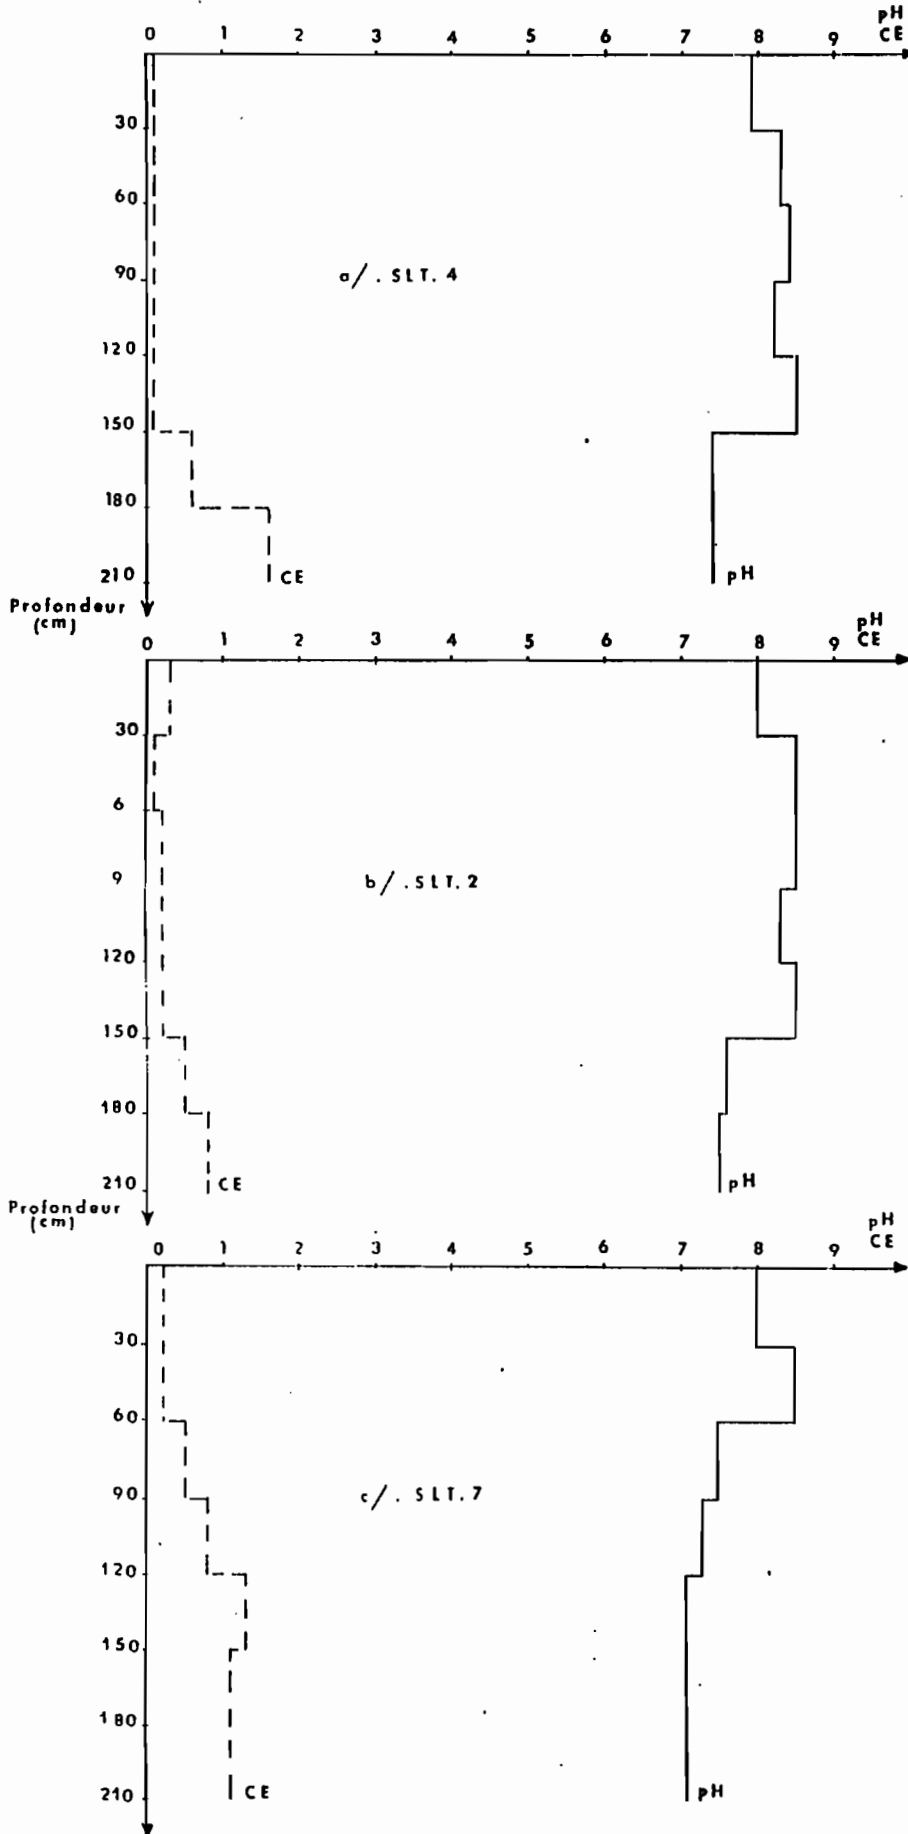 pH
0 1 2 3 4 5 6 7 8 9 CE
30
60
90
a/. SLT. 4
120
150
180
210
CE
pH
Profondeur
(cm)
pH
0 1 2 3 4 5 6 7 8 9 CE
30
6
9
b/. SLT. 2
120
150
180
210
CE
pH
Profondeur
(cm)
pH
0 1 2 3 4 5 6 7 8 9 CE
30
60
90
c/. SLT. 7
120
150
180
210
CE
pH